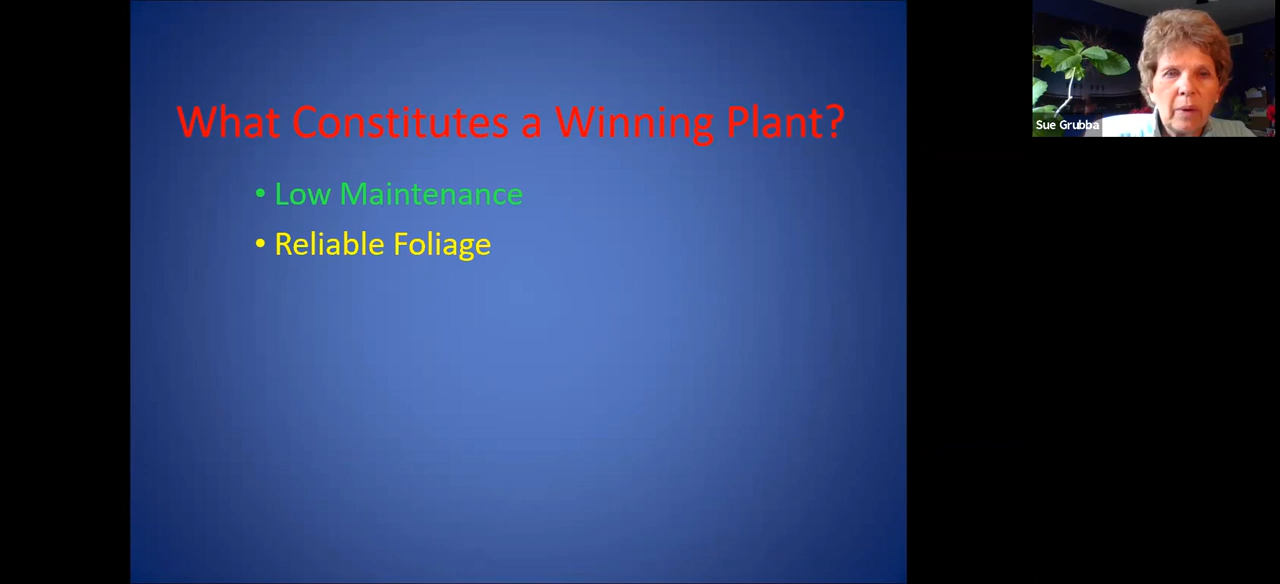 What Constitutes a Winning Plant?
• Low Maintenance
• Reliable Foliage
Sue Grubba